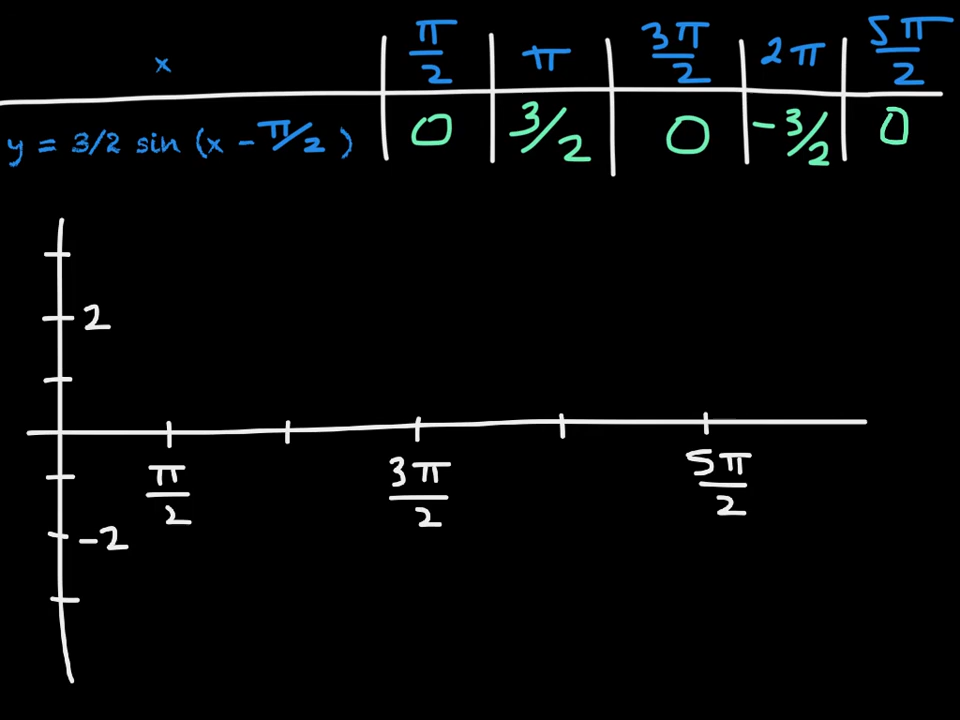 x π/2 π 3π/2 2π 5π/2
y = 3/2 sin (x - π/2) 0 3/2 0 -3/2 0
2
π/2 3π/2 5π/2
-2